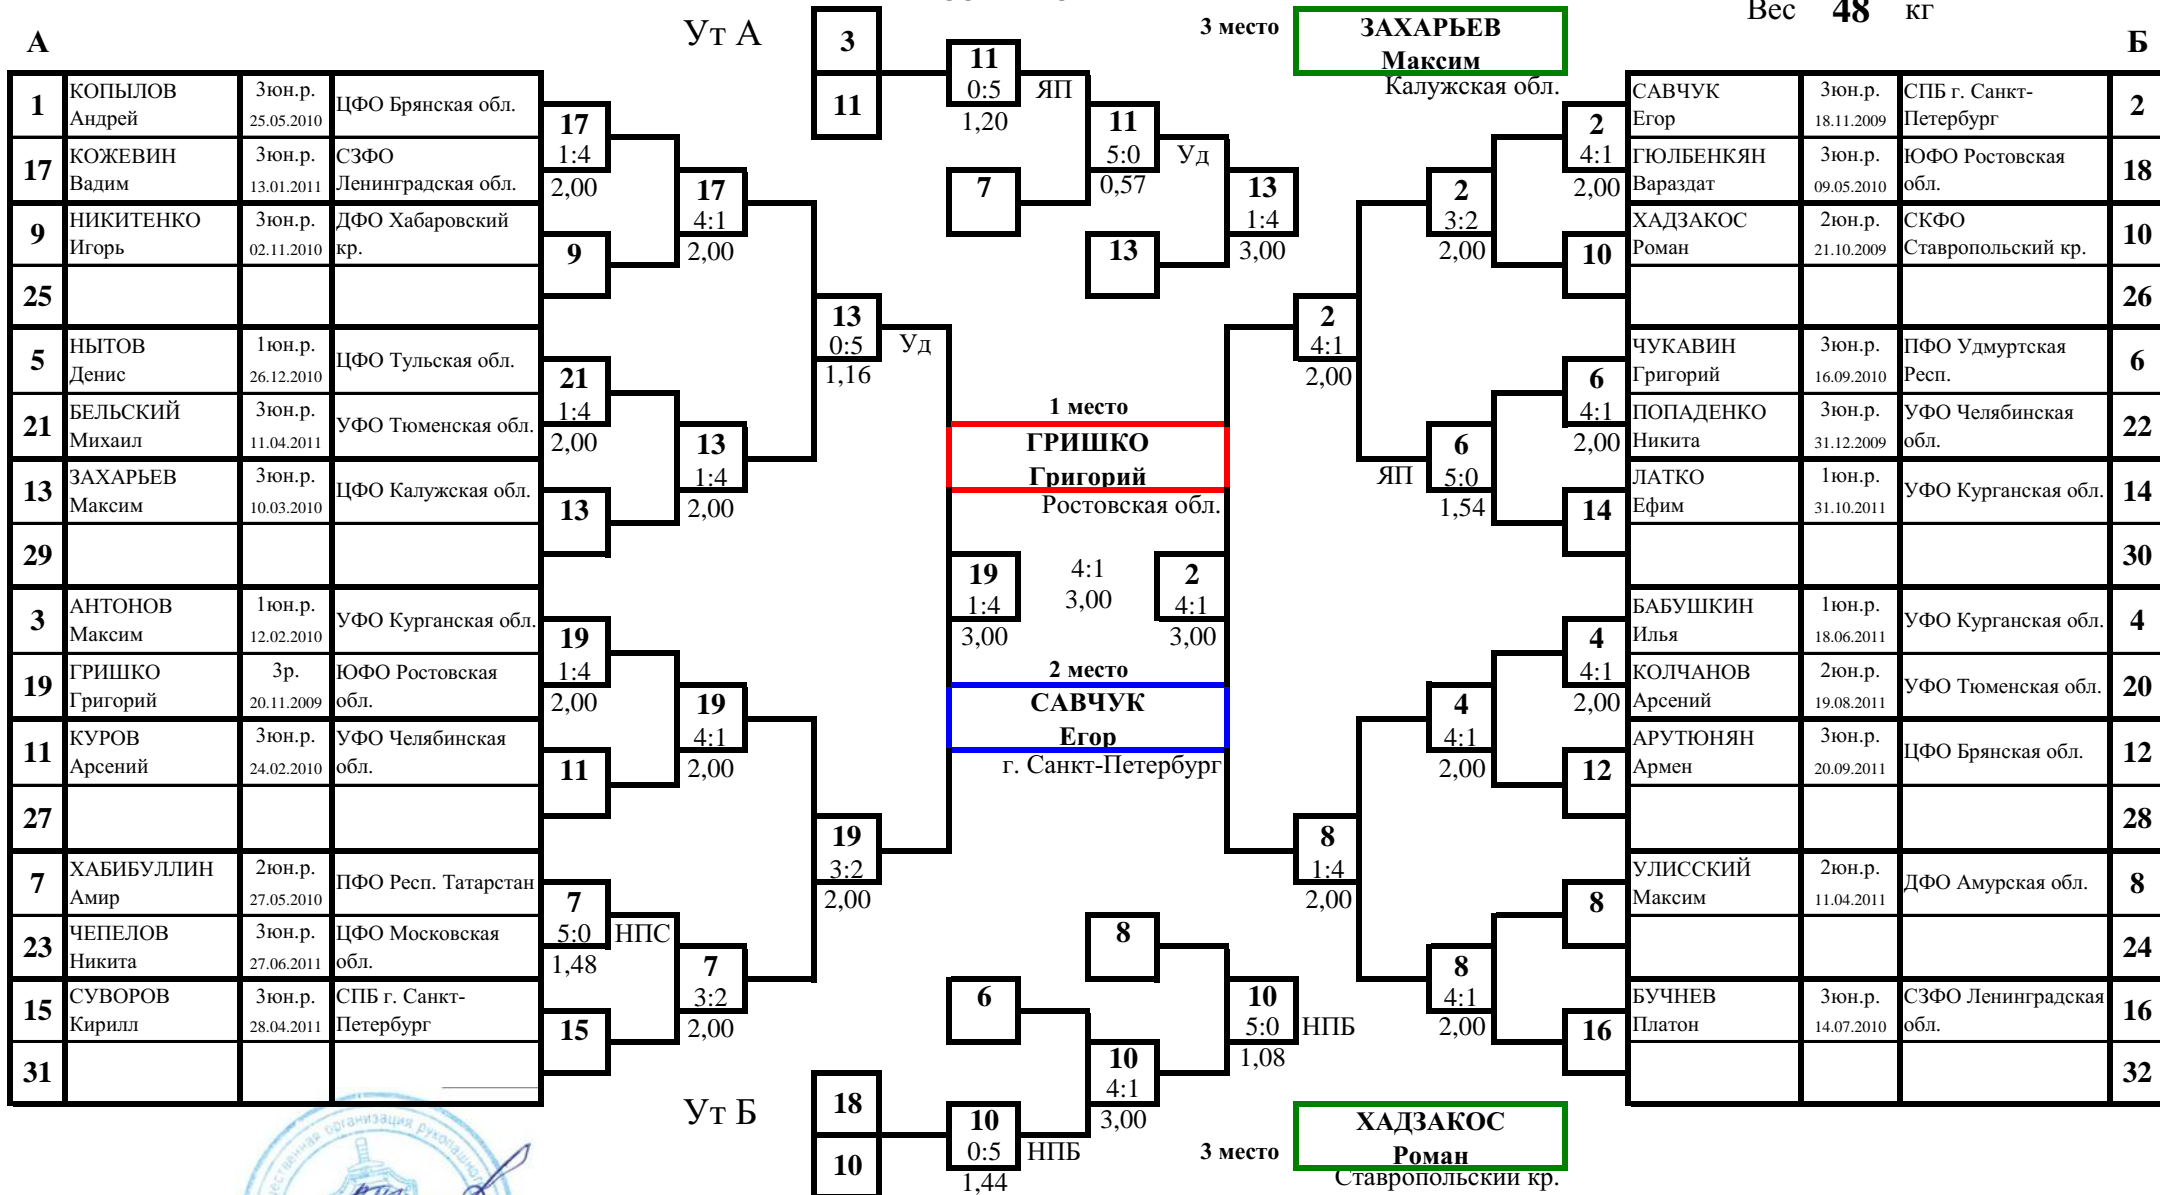 Вес 48 кг
А
Ут А
Б
1 КОПЫЛОВ Андрей 3юн.р. 25.05.2010 ЦФО Брянская обл.
17 КОЖЕВИН Вадим 3юн.р. 13.01.2011 СЗФО Ленинградская обл.
9 НИКИТЕНКО Игорь 3юн.р. 02.11.2010 ДФО Хабаровский кр.
25
5 НЫТОВ Денис 1юн.р. 26.12.2010 ЦФО Тульская обл.
21 БЕЛЬСКИЙ Михаил 3юн.р. 11.04.2011 УФО Тюменская обл.
13 ЗАХАРЬЕВ Максим 3юн.р. 10.03.2010 ЦФО Калужская обл.
29
3 АНТОНОВ Максим 1юн.р. 12.02.2010 УФО Курганская обл.
19 ГРИШКО Григорий 3р. 20.11.2009 ЮФО Ростовская обл.
11 КУРОВ Арсений 3юн.р. 24.02.2010 УФО Челябинская обл.
27
7 ХАБИБУЛЛИН Амир 2юн.р. 27.05.2010 ПФО Респ. Татарстан
23 ЧЕПЕЛОВ Никита 3юн.р. 27.06.2011 ЦФО Московская обл.
15 СУВОРОВ Кирилл 3юн.р. 28.04.2011 СПБ г. Санкт-Петербург
31
17 1:4 2,00
9
21 1:4 2,00
13
19 1:4 2,00
11
7 5:0 НПС 1,48
15
17 4:1 2,00
13 1:4 2,00
19 4:1 2,00
7 3:2 2,00
13 0:5 Уд 1,16
19 3:2 2,00
3
11
11 0:5 ЯП 1,20
7
11 5:0 Уд 0,57
13
13 1:4 3,00
3 место
ЗАХАРЬЕВ
Максим
Калужская обл.
1 место
ГРИШКО
Григорий
Ростовская обл.
19 1:4 3,00
4:1
3,00
2 4:1 3,00
2 место
САВЧУК
Егор
г. Санкт-Петербург
2 4:1 2,00
8 1:4 2,00
2 3:2 2,00
6 5:0 ЯП 1,54
4 4:1 2,00
8 4:1 2,00
2 4:1 2,00
10
6 4:1 2,00
14
4 4:1 2,00
12
8
16
САВЧУК Егор 3юн.р. 18.11.2009 СПБ г. Санкт-Петербург 2
ГЮЛБЕНКЯН Вараздат 3юн.р. 09.05.2010 ЮФО Ростовская обл. 18
ХАДЗАКОС Роман 2юн.р. 21.10.2009 СКФО Ставропольский кр. 10
26
ЧУКАВИН Григорий 3юн.р. 16.09.2010 ПФО Удмуртская Респ. 6
ПОПАДЕНКО Никита 3юн.р. 31.12.2009 УФО Челябинская обл. 22
ЛАТКО Ефим 1юн.р. 31.10.2011 УФО Курганская обл. 14
30
БАБУШКИН Илья 1юн.р. 18.06.2011 УФО Курганская обл. 4
КОЛЧАНОВ Арсений 2юн.р. 19.08.2011 УФО Тюменская обл. 20
АРУТЮНЯН Армен 3юн.р. 20.09.2011 ЦФО Брянская обл. 12
28
УЛИССКИЙ Максим 2юн.р. 11.04.2011 ДФО Амурская обл. 8
24
БУЧНЕВ Платон 3юн.р. 14.07.2010 СЗФО Ленинградская обл. 16
32
Ут Б
18
10
10 0:5 НПБ 1,44
6
10 4:1 3,00
8
10 5:0 НПБ 1,08
3 место
ХАДЗАКОС
Роман
Ставропольский кр.
организация